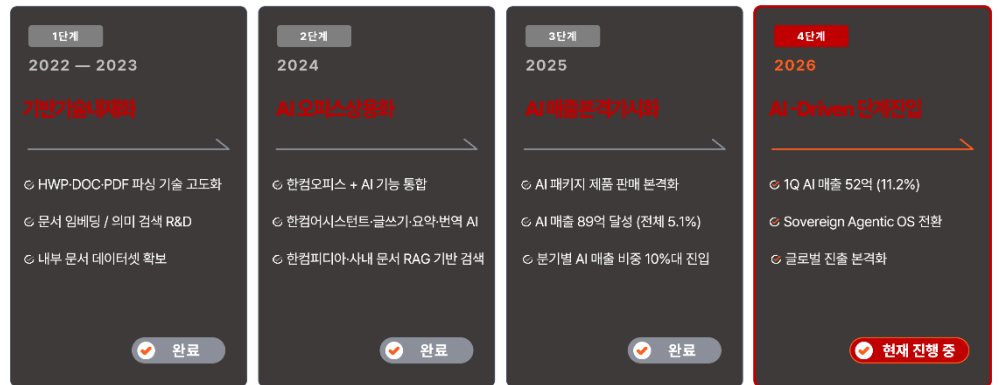 1단계
2022 — 2023
기반기술내재화
HWP·DOC·PDF 파싱 기술 고도화
문서 임베딩 / 의미 검색 R&D
내부 문서 데이터셋 확보
완료
2단계
2024
AI 오피스상용화
한컴오피스 + AI 기능 통합
한컴어시스턴트·글쓰기·요약·번역 AI
한컴피디아·사내 문서 RAG 기반 검색
완료
3단계
2025
AI 매출본격가시화
AI 패키지 제품 판매 본격화
AI 매출 89억 달성 (전체 5.1%)
분기별 AI 매출 비중 10%대 진입
완료
4단계
2026
AI -Driven 단계진입
1Q AI 매출 52억 (11.2%)
Sovereign Agentic OS 전환
글로벌 진출 본격화
현재 진행 중